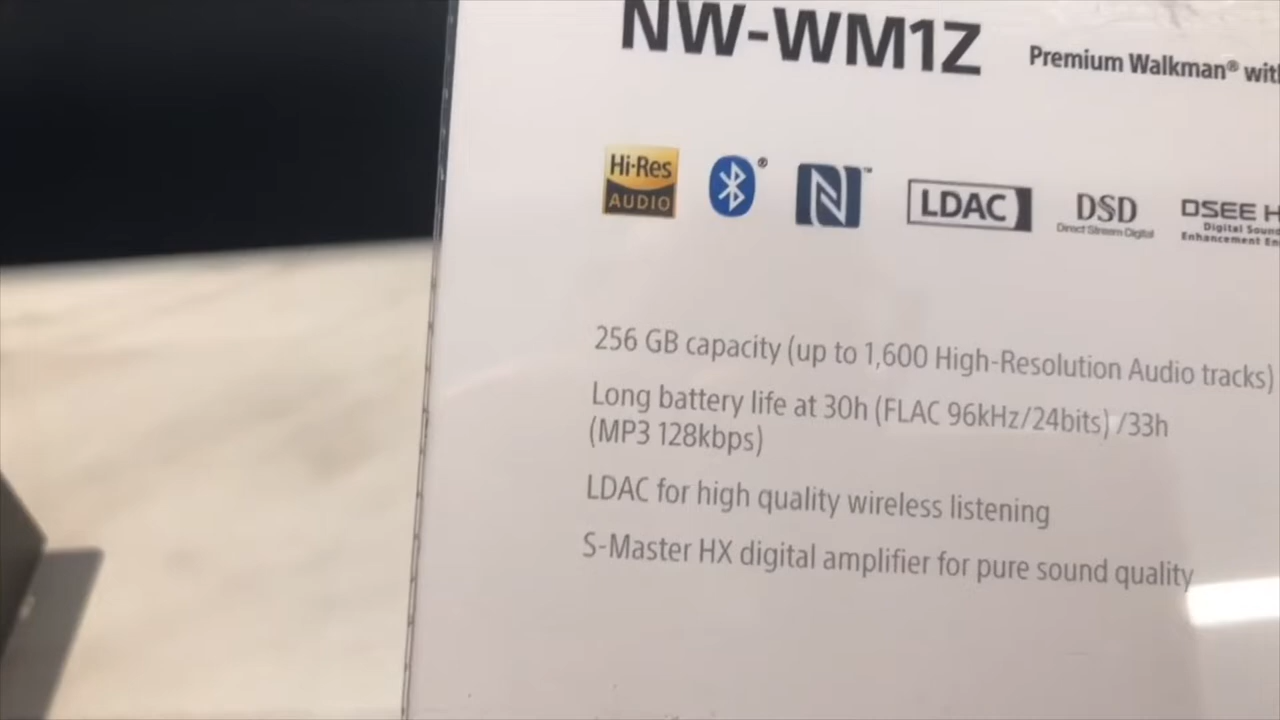 NW-WM1Z Premium Walkman® with
Hi-Res AUDIO
LDAC
DSD
Direct Stream Digital
DSEE H
Digital Sound
Enhancement En
256 GB capacity (up to 1,600 High-Resolution Audio tracks)
Long battery life at 30h (FLAC 96kHz/24bits) /33h
(MP3 128kbps)
LDAC for high quality wireless listening
S-Master HX digital amplifier for pure sound quality